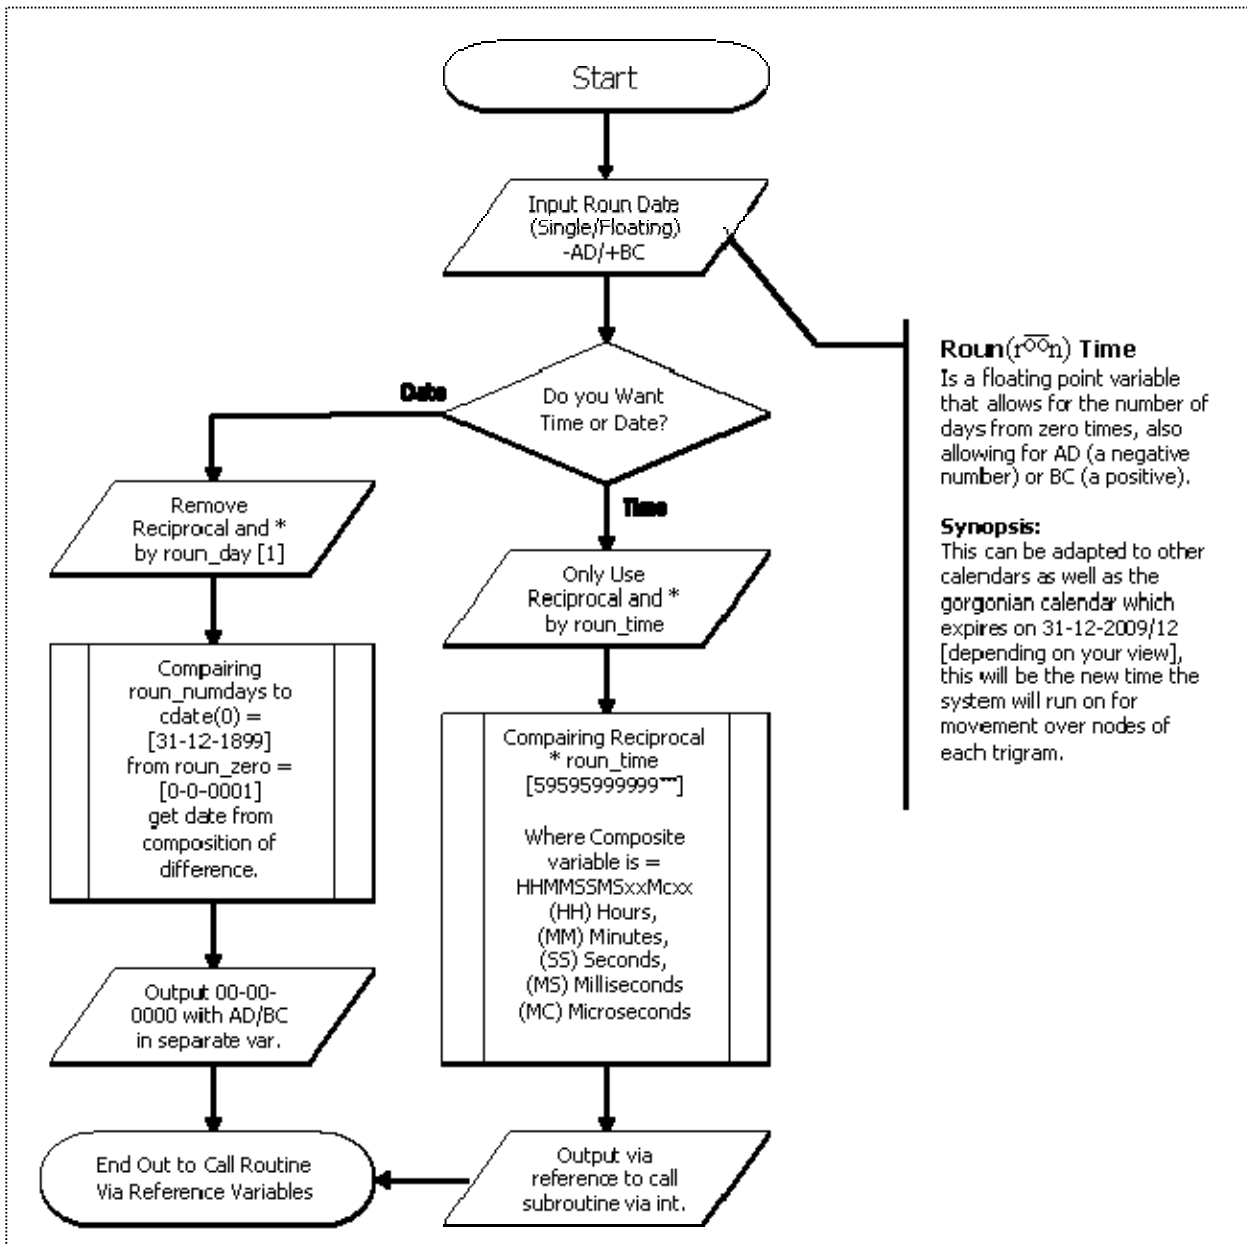 Start
Input Roun Date
(Single/Floating)
-AD/+BC
Do you Want
Time or Date?
Date
Time
Remove
Reciprocal and *
by roun_day [1]
Compairing
roun_numdays to
cdate(0) =
[31-12-1899]
from roun_zero =
[0-0-0001]
get date from
composition of
difference.
Output 00-00-
0000 with AD/BC
in separate var.
End Out to Call Routine
Via Reference Variables
Only Use
Reciprocal and *
by roun_time
Compairing Reciprocal
* roun_time
[59595999999""]
Where Composite
variable is =
HHMMSSMSxxMcxx
(HH) Hours,
(MM) Minutes,
(SS) Seconds,
(MS) Milliseconds
(MC) Microseconds
Output via
reference to call
subroutine via int.
Roun(ro͞on) Time
Is a floating point variable
that allows for the number of
days from zero times, also
allowing for AD (a negative
number) or BC (a positive).
Synopsis:
This can be adapted to other
calendars as well as the
gorgonian calendar which
expires on 31-12-2009/12
[depending on your view],
this will be the new time the
system will run on for
movement over nodes of
each trigram.